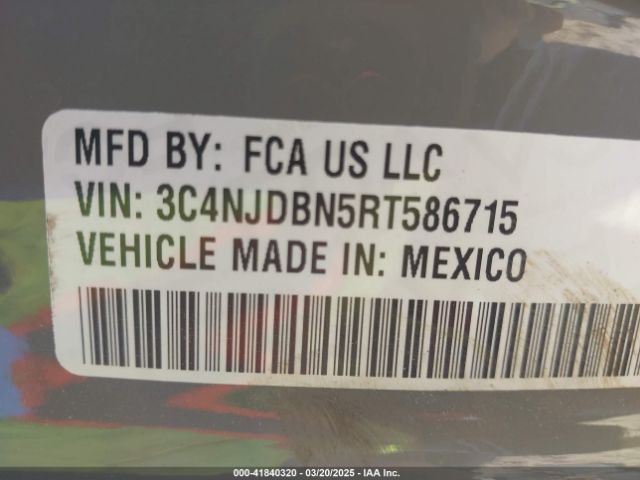 MFD BY: FCA US LLC
VIN: 3C4NJDBN5RT586715
VEHICLE MADE IN: MEXICO
000-41840320 - 03/20/2025 - IAA Inc.